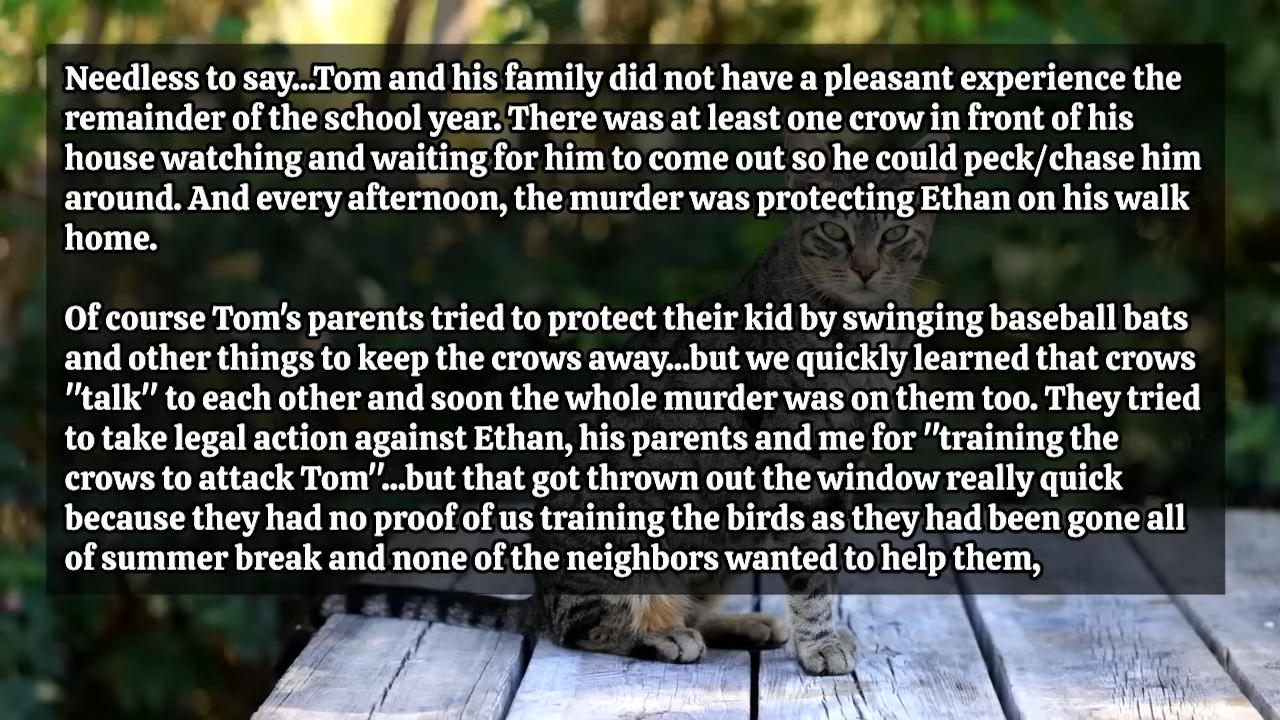 Needless to say...Tom and his family did not have a pleasant experience the
remainder of the school year. There was at least one crow in front of his
house watching and waiting for him to come out so he could peck/chase him
around. And every afternoon, the murder was protecting Ethan on his walk
home.
Of course Tom's parents tried to protect their kid by swinging baseball bats
and other things to keep the crows away...but we quickly learned that crows
"talk" to each other and soon the whole murder was on them too. They tried
to take legal action against Ethan, his parents and me for "training the
crows to attack Tom"...but that got thrown out the window really quick
because they had no proof of us training the birds as they had been gone all
of summer break and none of the neighbors wanted to help them,